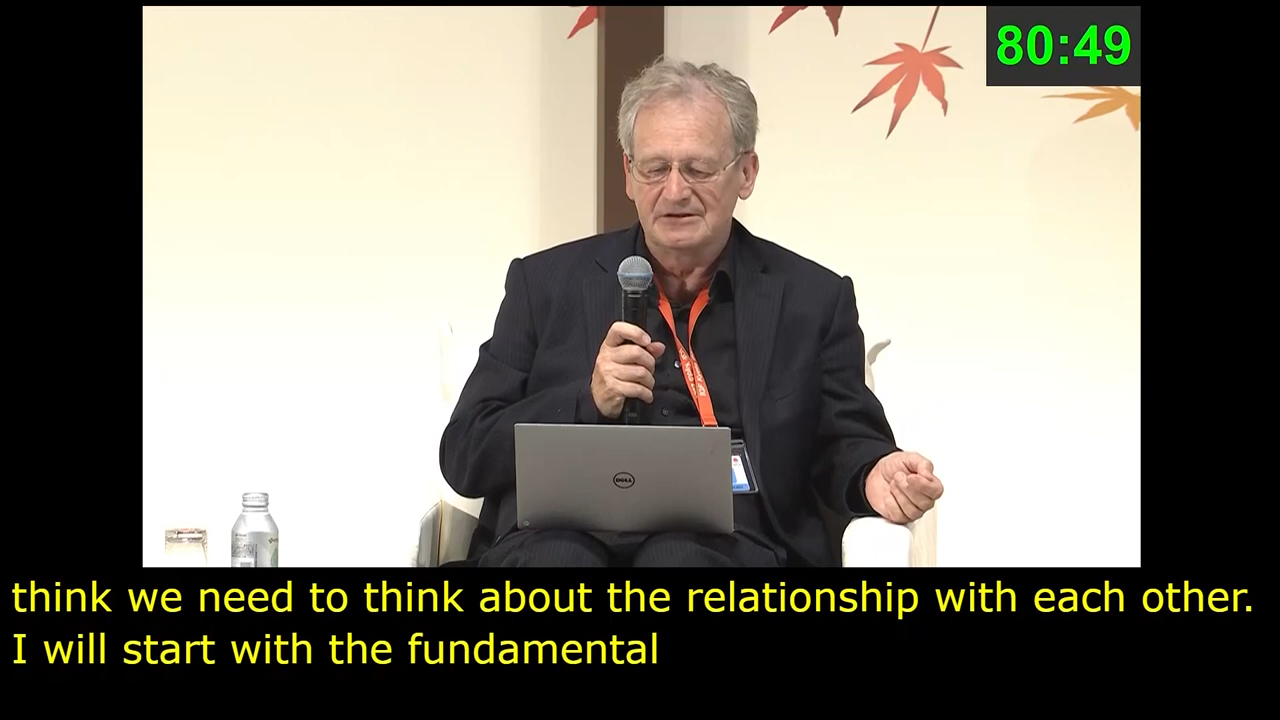 80:49
DELL
think we need to think about the relationship with each other.
I will start with the fundamental